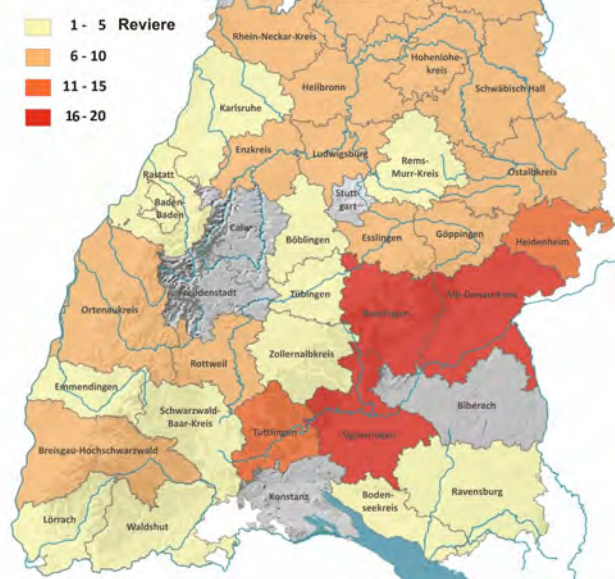 1 - 5 Reviere
6 - 10
11 - 15
16 - 20
Rhein-Neckar-Kreis
Hohenlohe-
kreis
Heilbronn
Schwäbisch Hall
Karlsruhe
Enzkreis
Ludwigsburg
Rems-
Murr-Kreis
Ostalbkreis
Rastatt
Baden-
Baden
Calw
Stutt-
gart
Böblingen
Esslingen
Göppingen
Heidenheim
Freudenstadt
Tübingen
Reutlingen
Alb-Donau-Kreis
Ortenaukreis
Rottweil
Zollernalbkreis
Emmendingen
Schwarzwald-
Baar-Kreis
Biberach
Tuttlingen
Sigmaringen
Breisgau-Hochschwarzwald
Konstanz
Boden-
seekreis
Ravensburg
Lörrach
Waldshut